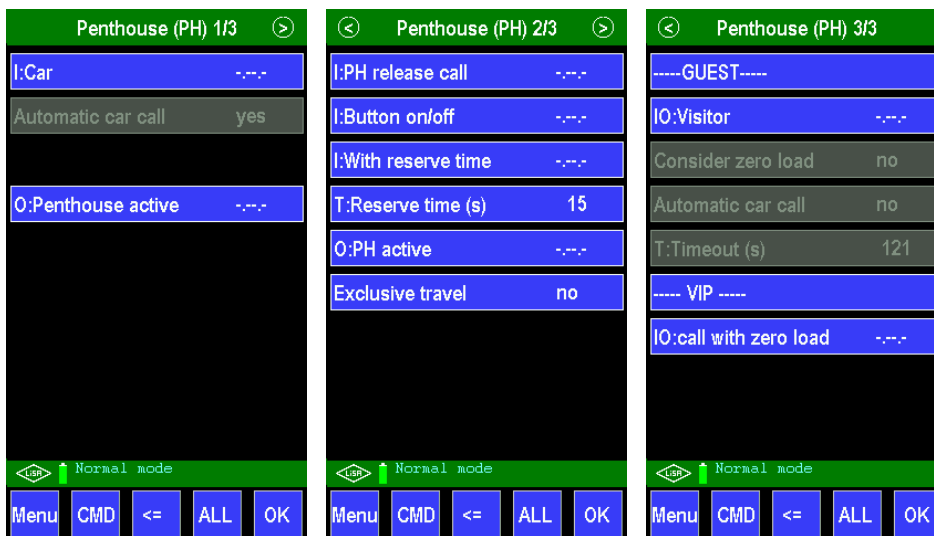 Penthouse (PH) 1/3 >
I:Car -.--.-
Automatic car call yes
O:Penthouse active -.--.-
LiSA Normal mode
Menu CMD <= ALL OK
< Penthouse (PH) 2/3 >
I:PH release call -.--.-
I:Button on/off -.--.-
I:With reserve time -.--.-
T:Reserve time (s) 15
O:PH active -.--.-
Exclusive travel no
LiSA Normal mode
Menu CMD <= ALL OK
< Penthouse (PH) 3/3
-----GUEST-----
IO:Visitor -.--.-
Consider zero load no
Automatic car call no
T:Timeout (s) 121
----- VIP -----
IO:call with zero load -.--.-
LiSA Normal mode
Menu CMD <= ALL OK